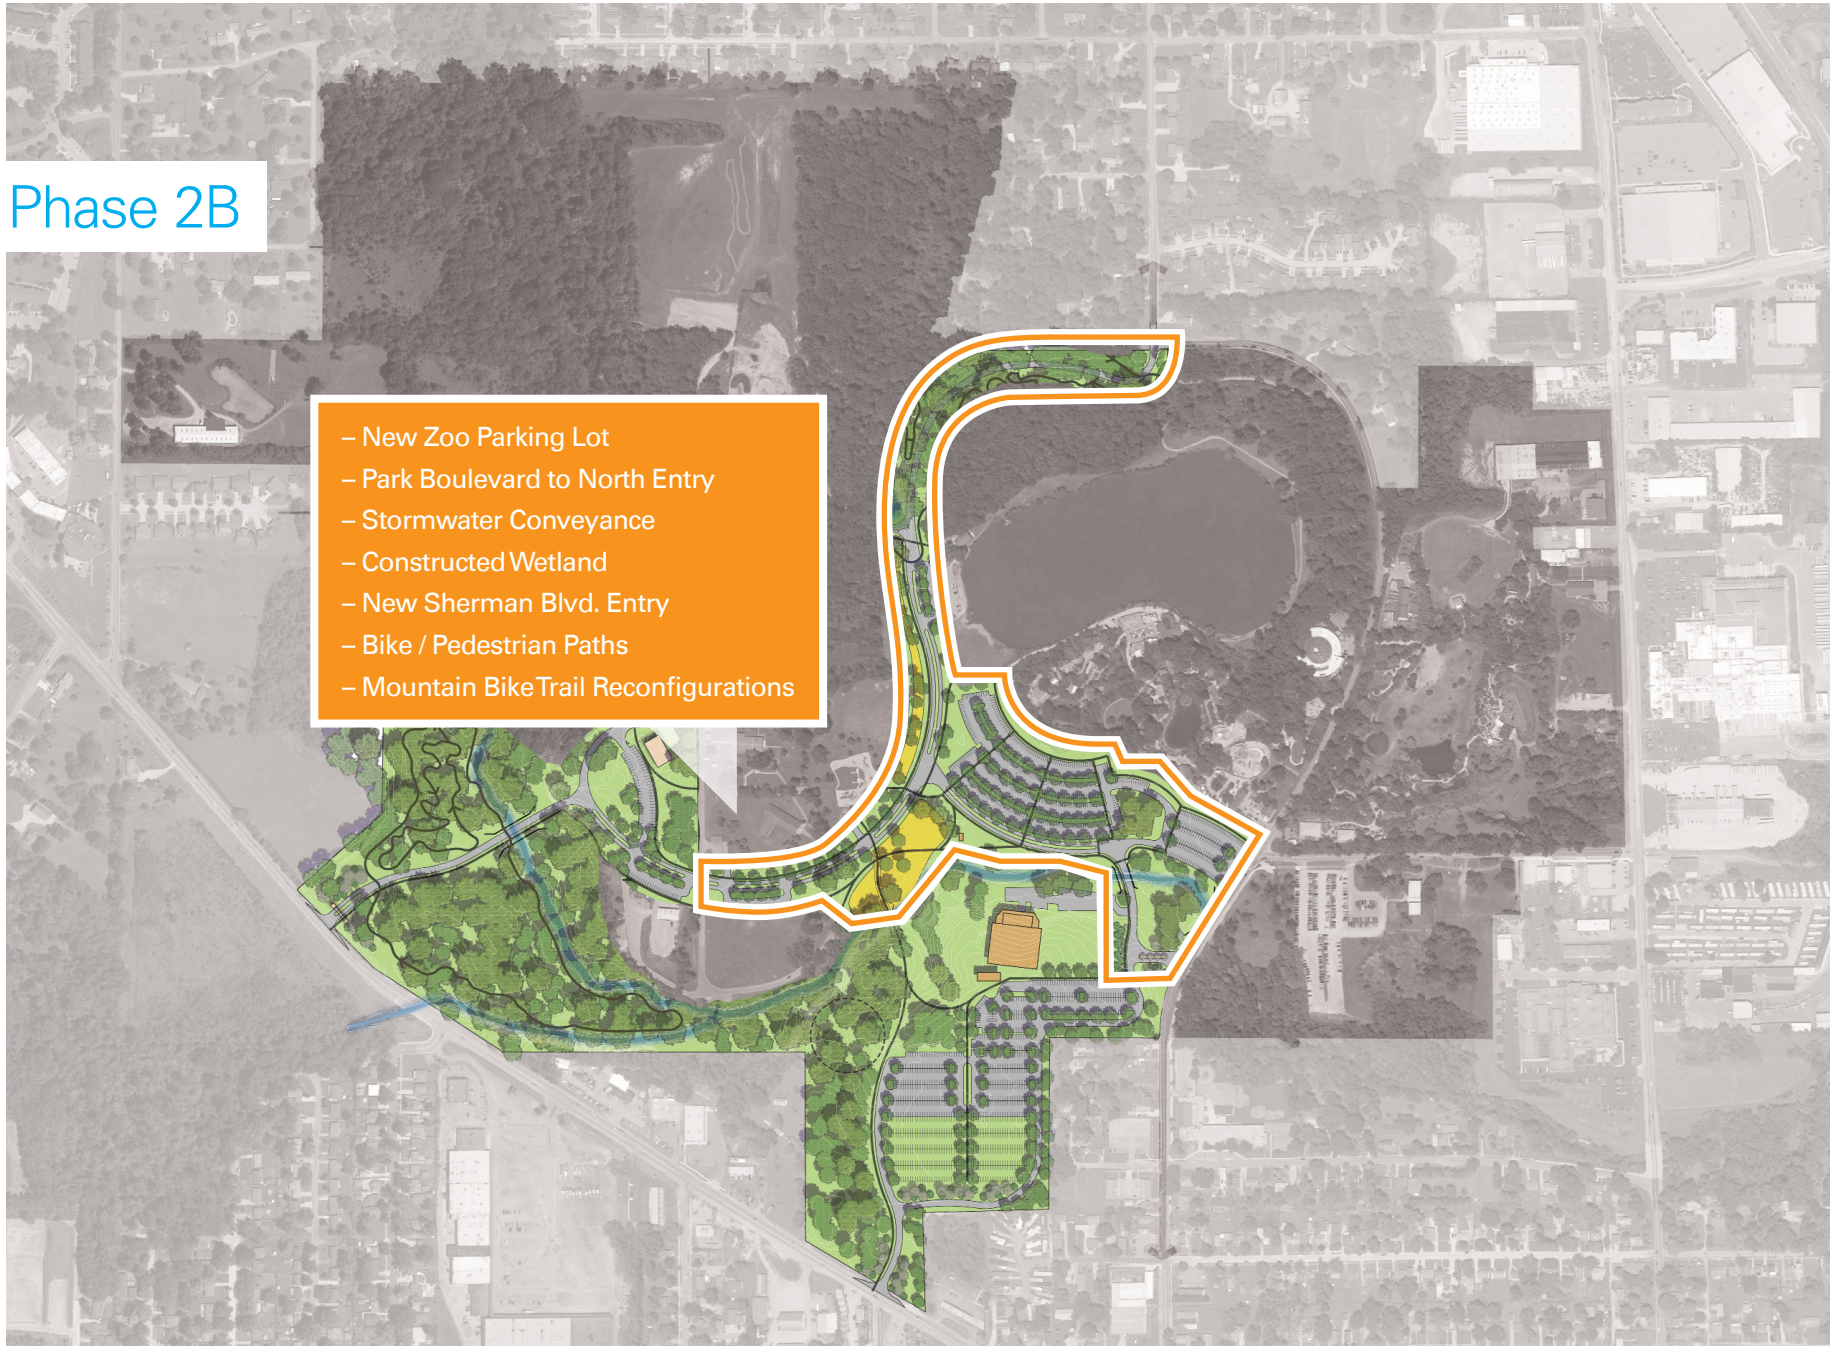 Phase 2B
– New Zoo Parking Lot
– Park Boulevard to North Entry
– Stormwater Conveyance
– Constructed Wetland
– New Sherman Blvd. Entry
– Bike / Pedestrian Paths
– Mountain Bike Trail Reconfigurations